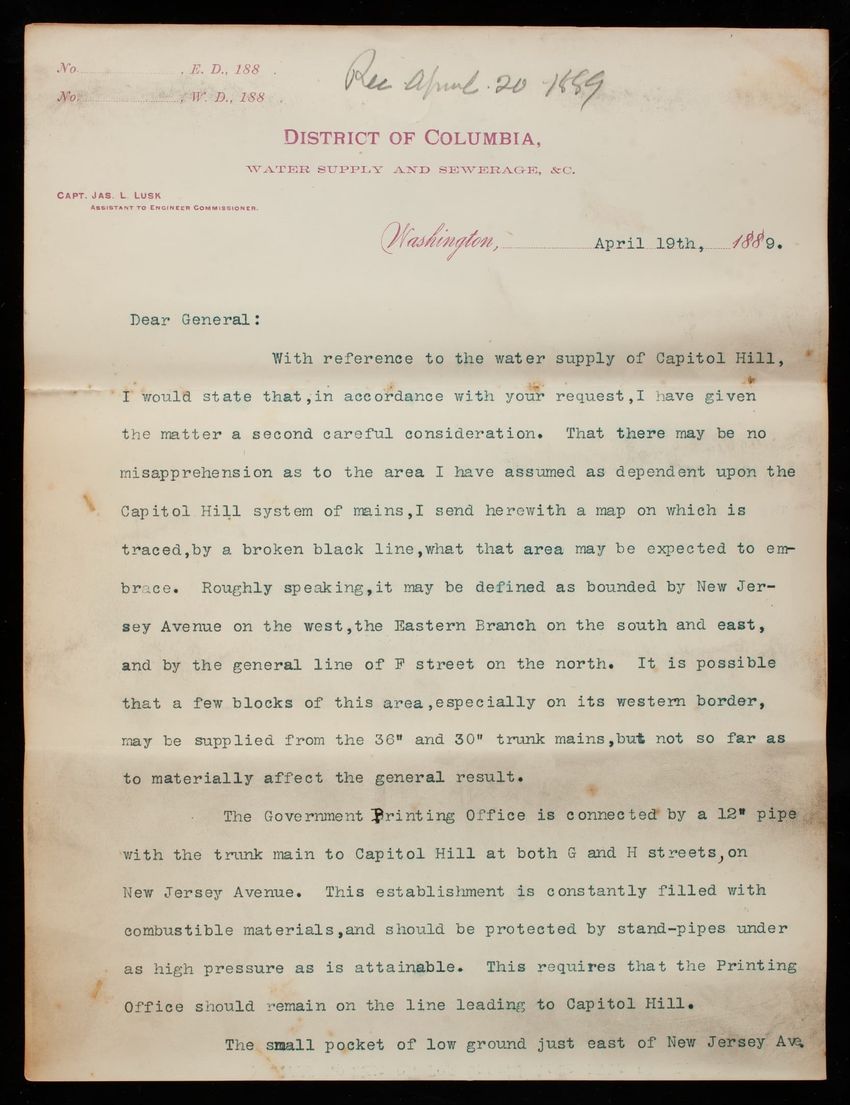 No. , E. D., 188 .
No. , W. D., 188 .
Rec April 20 1889
DISTRICT OF COLUMBIA,
WATER SUPPLY AND SEWERAGE, &C.
CAPT. JAS. L. LUSK
ASSISTANT TO ENGINEER COMMISSIONER.
Washington, April 19th, 1889.
Dear General:
With reference to the water supply of Capitol Hill,
I would state that,in accordance with your request,I have given
the matter a second careful consideration. That there may be no
misapprehension as to the area I have assumed as dependent upon the
Capitol Hill system of mains,I send herewith a map on which is
traced,by a broken black line,what that area may be expected to em-
brace. Roughly speaking,it may be defined as bounded by New Jer-
sey Avenue on the west,the Eastern Branch on the south and east,
and by the general line of F street on the north. It is possible
that a few blocks of this area,especially on its western border,
may be supplied from the 36" and 30" trunk mains,but not so far as
to materially affect the general result.
The Government Printing Office is connected by a 12" pipe
with the trunk main to Capitol Hill at both G and H streets,on
New Jersey Avenue. This establishment is constantly filled with
combustible materials,and should be protected by stand-pipes under
as high pressure as is attainable. This requires that the Printing
Office should remain on the line leading to Capitol Hill.
The small pocket of low ground just east of New Jersey Ave.